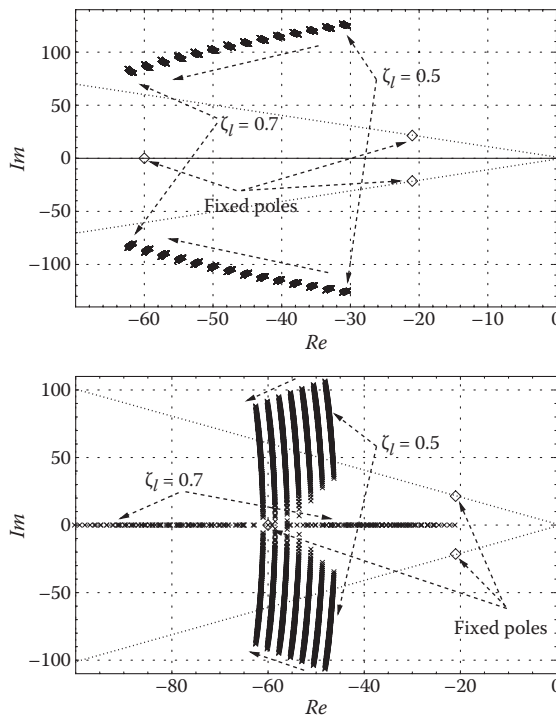 100
50
0
−50
−100
Im
ζl = 0.5
ζl = 0.7
Fixed poles
−60
−50
−40
−30
−20
−10
0
Re
100
50
0
−50
−100
Im
ζl = 0.7
ζl = 0.5
Fixed poles
−80
−60
−40
−20
0
Re